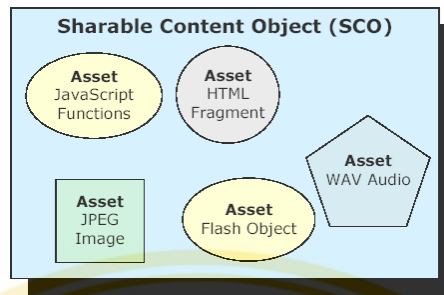 Sharable Content Object (SCO)
Asset
JavaScript
Functions
Asset
HTML
Fragment
Asset
WAV Audio
Asset
JPEG
Image
Asset
Flash Object